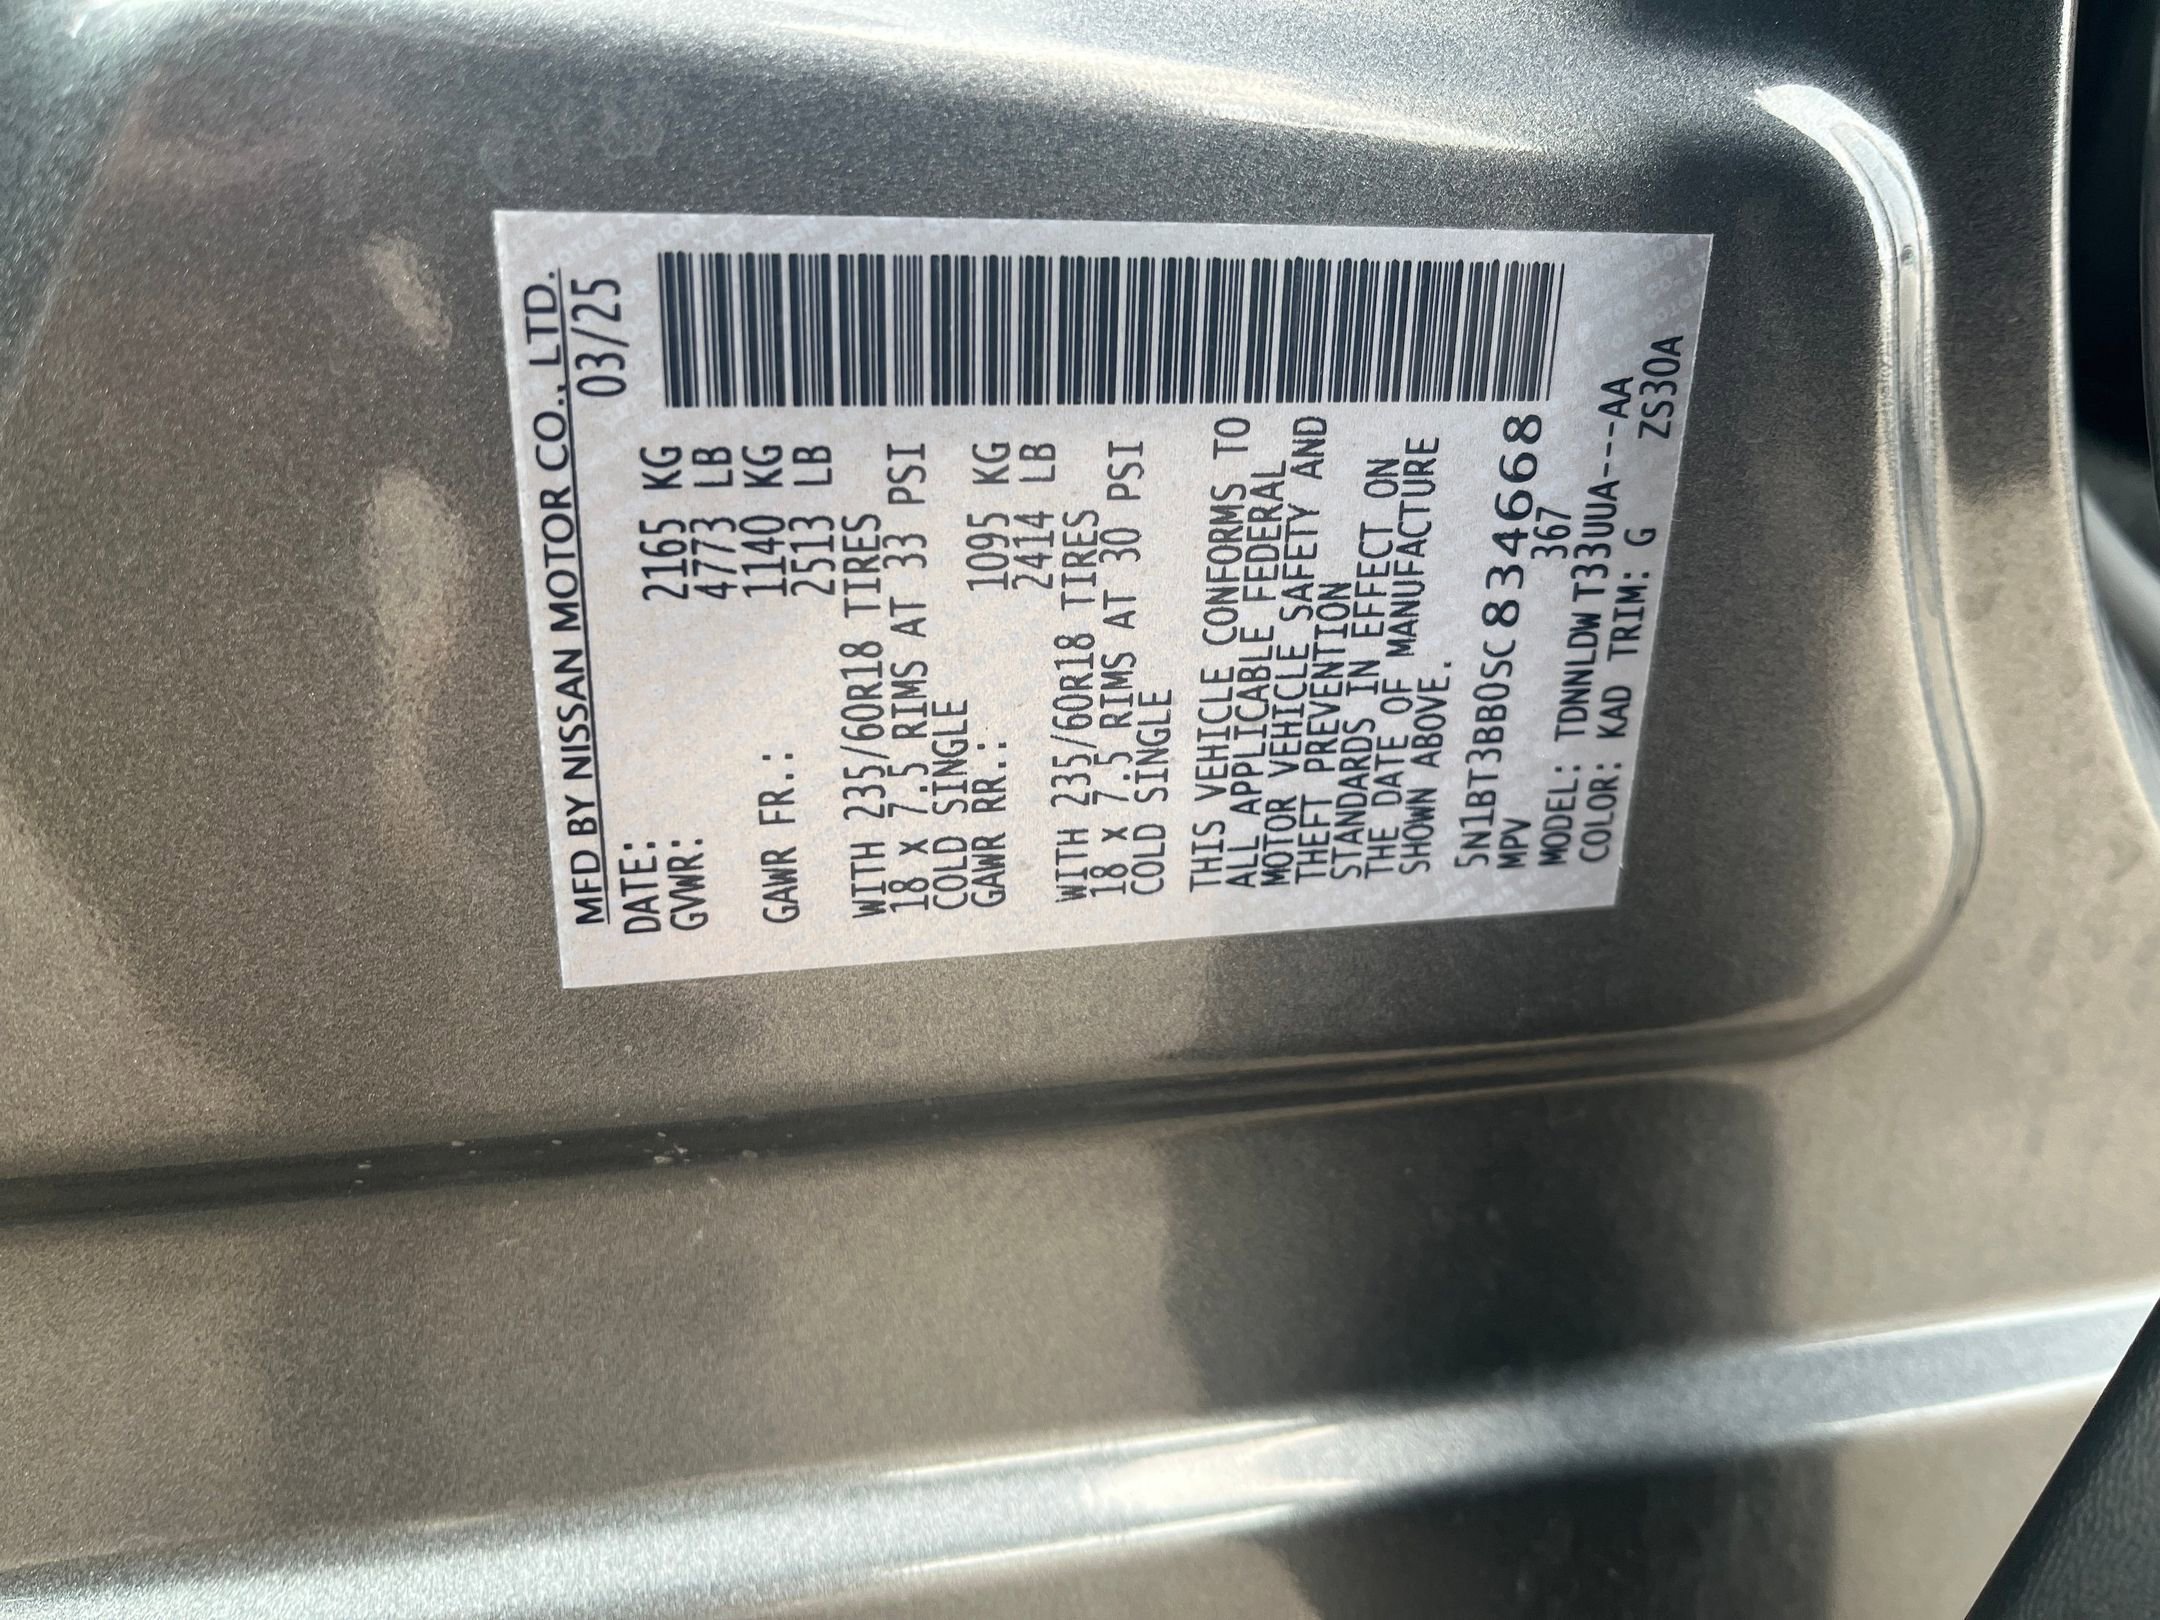 MFD BY NISSAN MOTOR CO., LTD.
DATE: 03/25
GVWR: 2165 KG
4773 LB
GAWR FR.: 1140 KG
2513 LB
WITH 235/60R18 TIRES
18 X 7.5 RIMS AT 33 PSI
COLD SINGLE
GAWR RR.: 1095 KG
2414 LB
WITH 235/60R18 TIRES
18 X 7.5 RIMS AT 30 PSI
COLD SINGLE
THIS VEHICLE CONFORMS TO
ALL APPLICABLE FEDERAL
MOTOR VEHICLE SAFETY AND
THEFT PREVENTION
STANDARDS IN EFFECT ON
THE DATE OF MANUFACTURE
SHOWN ABOVE.
5N1BT3BB0SC834668
MPV 367
MODEL: TDNNLDW T33UUA---AA
COLOR: KAD TRIM: G ZS30A